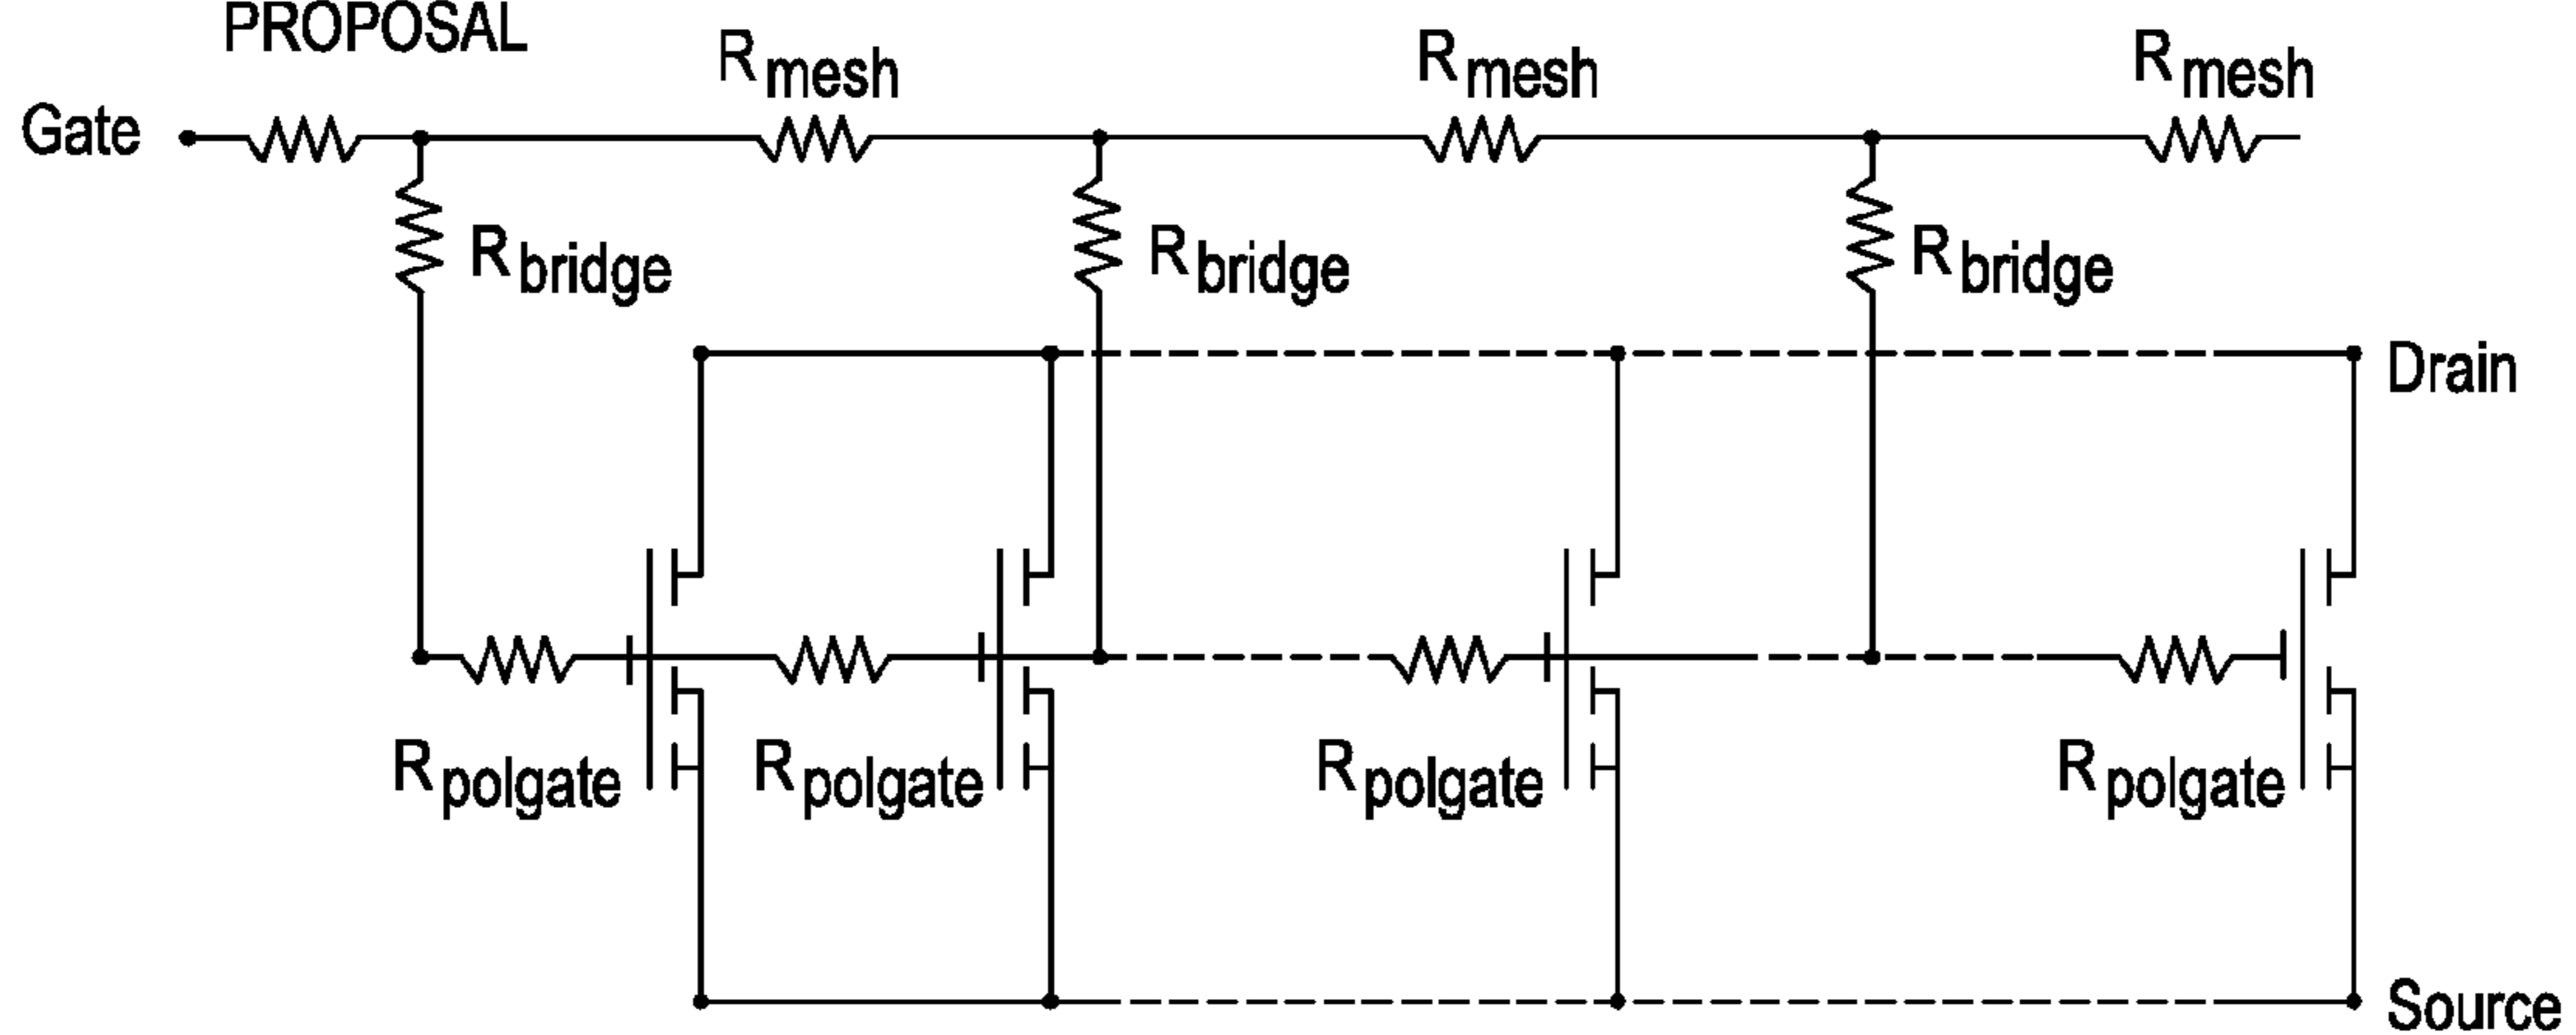 PROPOSAL
Rmesh Rmesh Rmesh
Gate
Rbridge Rbridge Rbridge
Drain
Rpolgate Rpolgate Rpolgate Rpolgate
Source